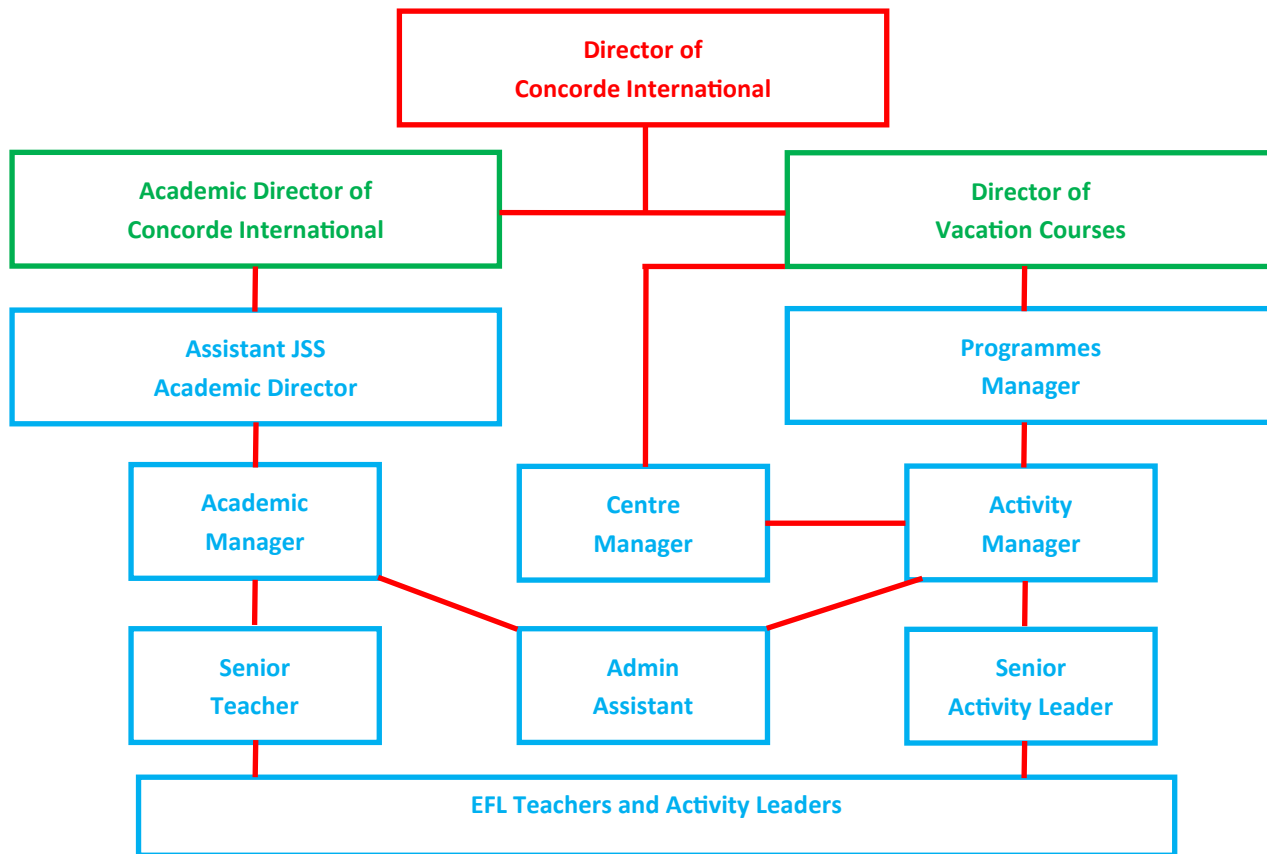 Director of
Concorde International
Academic Director of
Concorde International
Director of
Vacation Courses
Assistant JSS
Academic Director
Programmes
Manager
Academic
Manager
Centre
Manager
Activity
Manager
Senior
Teacher
Admin
Assistant
Senior
Activity Leader
EFL Teachers and Activity Leaders